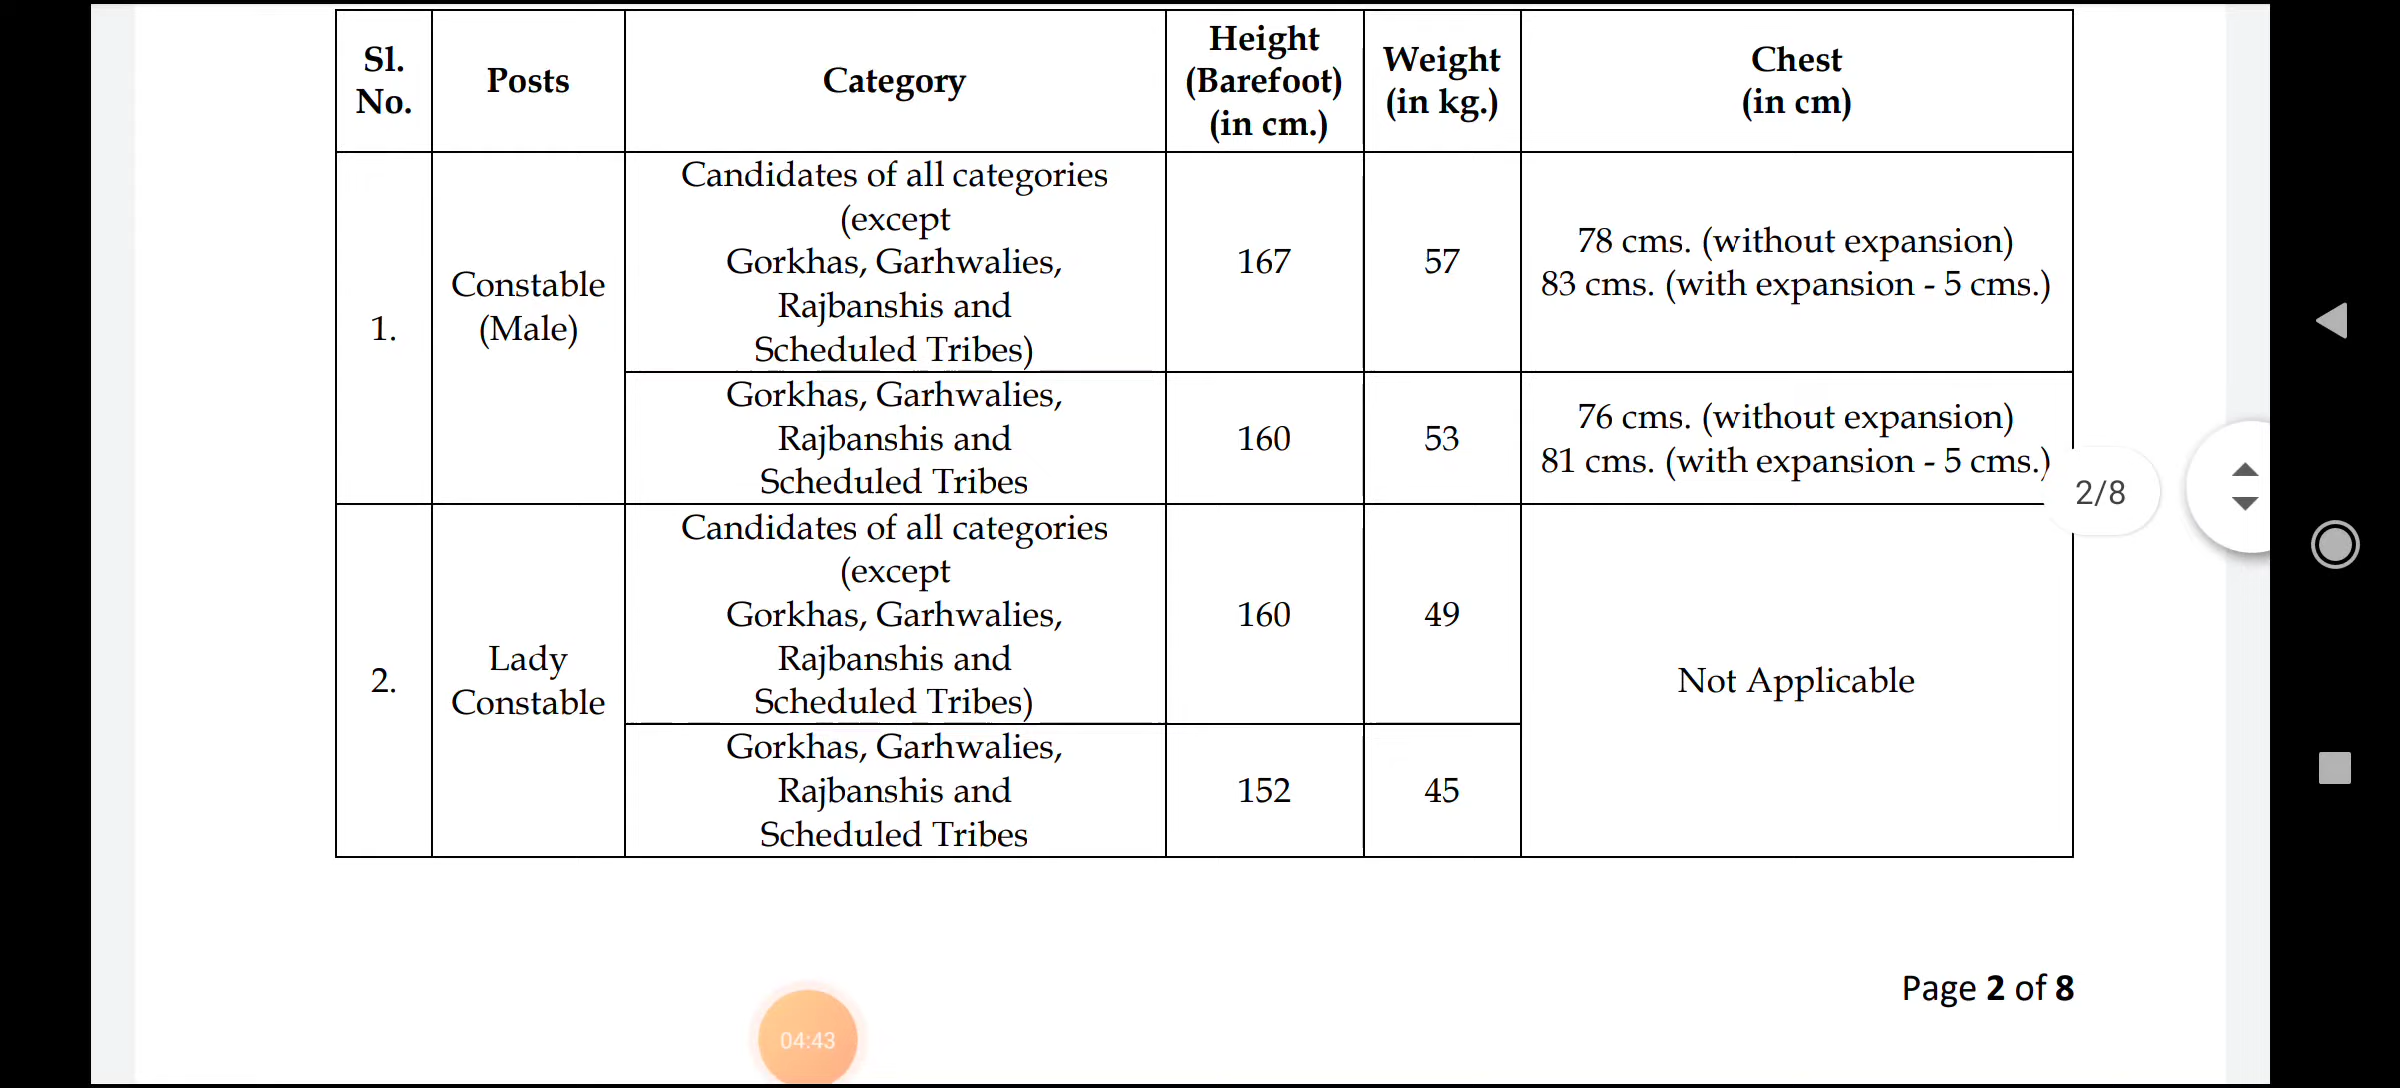 Sl.
No.
Posts
Category
Height
(Barefoot)
(in cm.)
Weight
(in kg.)
Chest
(in cm)
1.
Constable
(Male)
Candidates of all categories
(except
Gorkhas, Garhwalies,
Rajbanshis and
Scheduled Tribes)
167
57
78 cms. (without expansion)
83 cms. (with expansion - 5 cms.)
Gorkhas, Garhwalies,
Rajbanshis and
Scheduled Tribes
160
53
76 cms. (without expansion)
81 cms. (with expansion - 5 cms.)
2/8
2.
Lady
Constable
Candidates of all categories
(except
Gorkhas, Garhwalies,
Rajbanshis and
Scheduled Tribes)
160
49
Not Applicable
Gorkhas, Garhwalies,
Rajbanshis and
Scheduled Tribes
152
45
Page 2 of 8
04:43